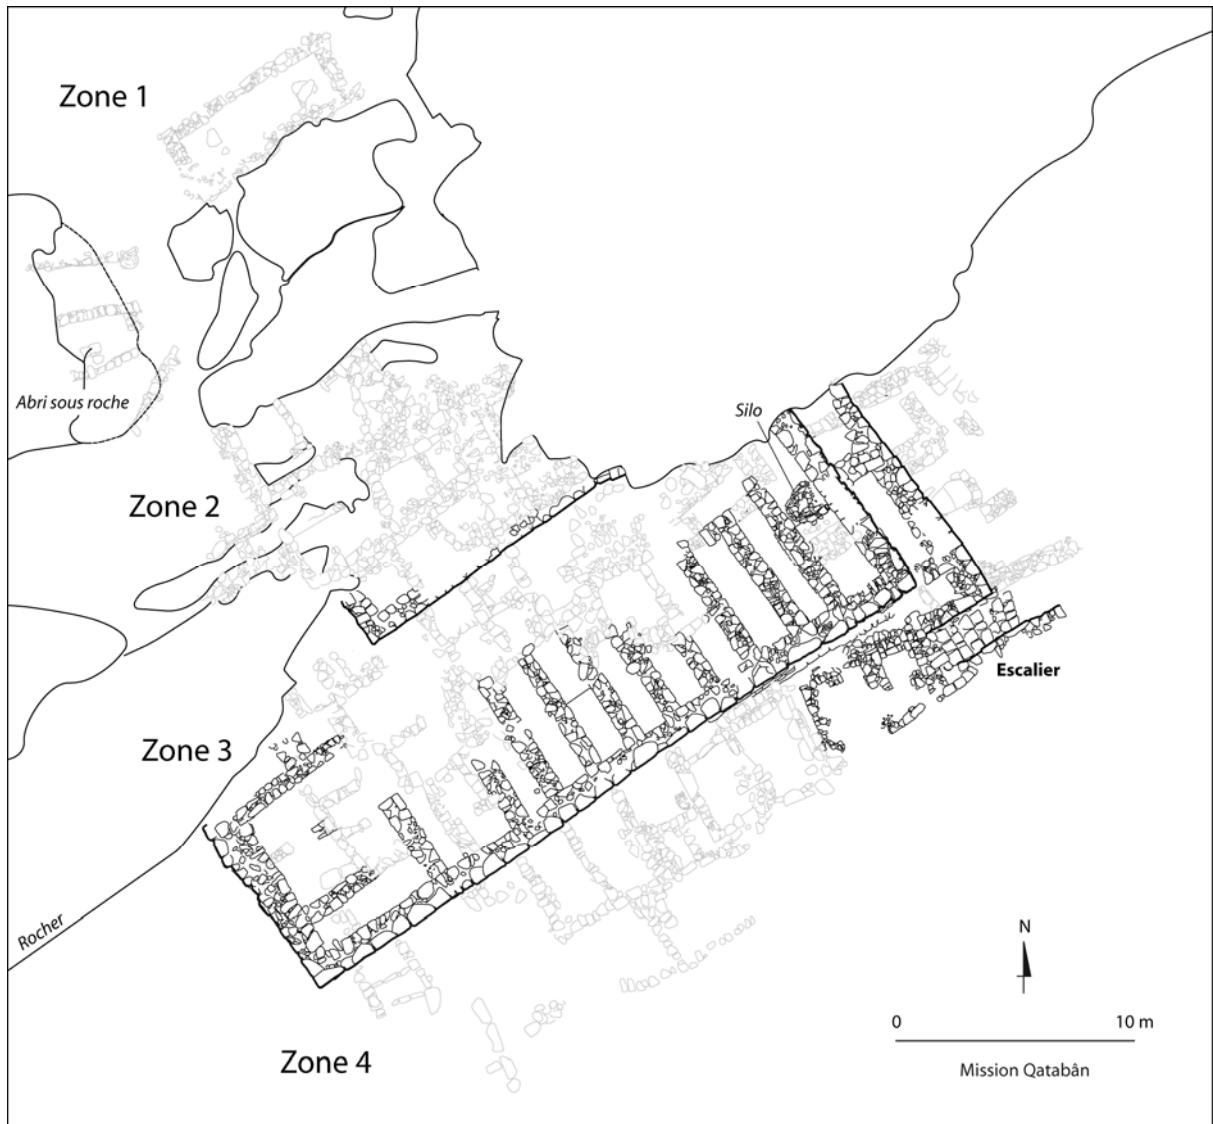 Zone 1
Abri sous roche
Silo
Zone 2
Escalier
Zone 3
Rocher
N
0 10 m
Mission Qatabân
Zone 4